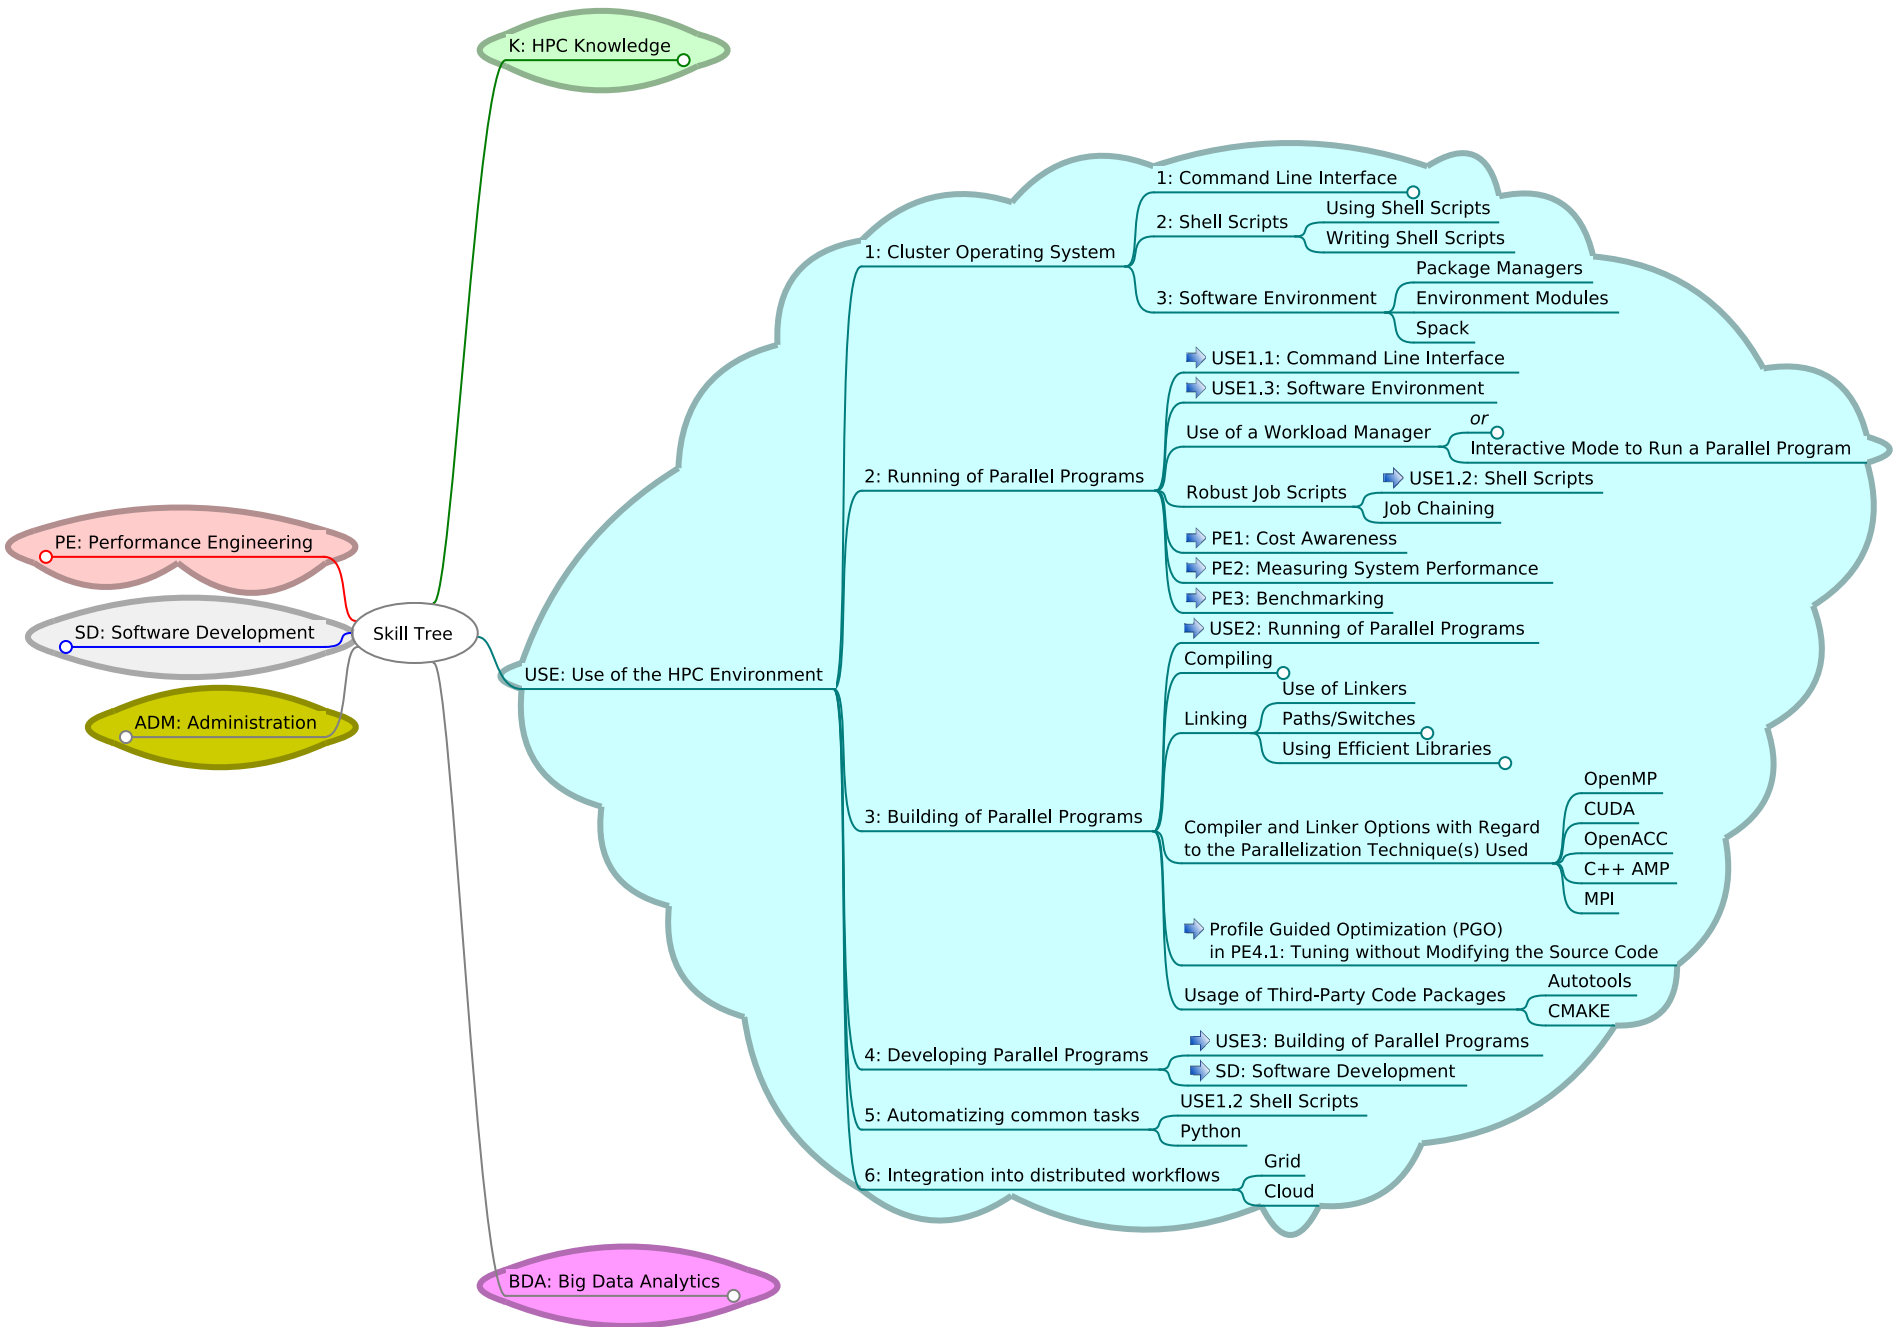 K: HPC Knowledge
PE: Performance Engineering
SD: Software Development
ADM: Administration
Skill Tree
USE: Use of the HPC Environment
1: Cluster Operating System
1: Command Line Interface
2: Shell Scripts
Using Shell Scripts
Writing Shell Scripts
3: Software Environment
Package Managers
Environment Modules
Spack
2: Running of Parallel Programs
USE1.1: Command Line Interface
USE1.3: Software Environment
Use of a Workload Manager
or
Interactive Mode to Run a Parallel Program
Robust Job Scripts
USE1.2: Shell Scripts
Job Chaining
PE1: Cost Awareness
PE2: Measuring System Performance
PE3: Benchmarking
3: Building of Parallel Programs
USE2: Running of Parallel Programs
Compiling
Linking
Use of Linkers
Paths/Switches
Using Efficient Libraries
Compiler and Linker Options with Regard
to the Parallelization Technique(s) Used
OpenMP
CUDA
OpenACC
C++ AMP
MPI
Profile Guided Optimization (PGO)
in PE4.1: Tuning without Modifying the Source Code
Usage of Third-Party Code Packages
Autotools
CMAKE
4: Developing Parallel Programs
USE3: Building of Parallel Programs
SD: Software Development
5: Automatizing common tasks
USE1.2 Shell Scripts
Python
6: Integration into distributed workflows
Grid
Cloud
BDA: Big Data Analytics